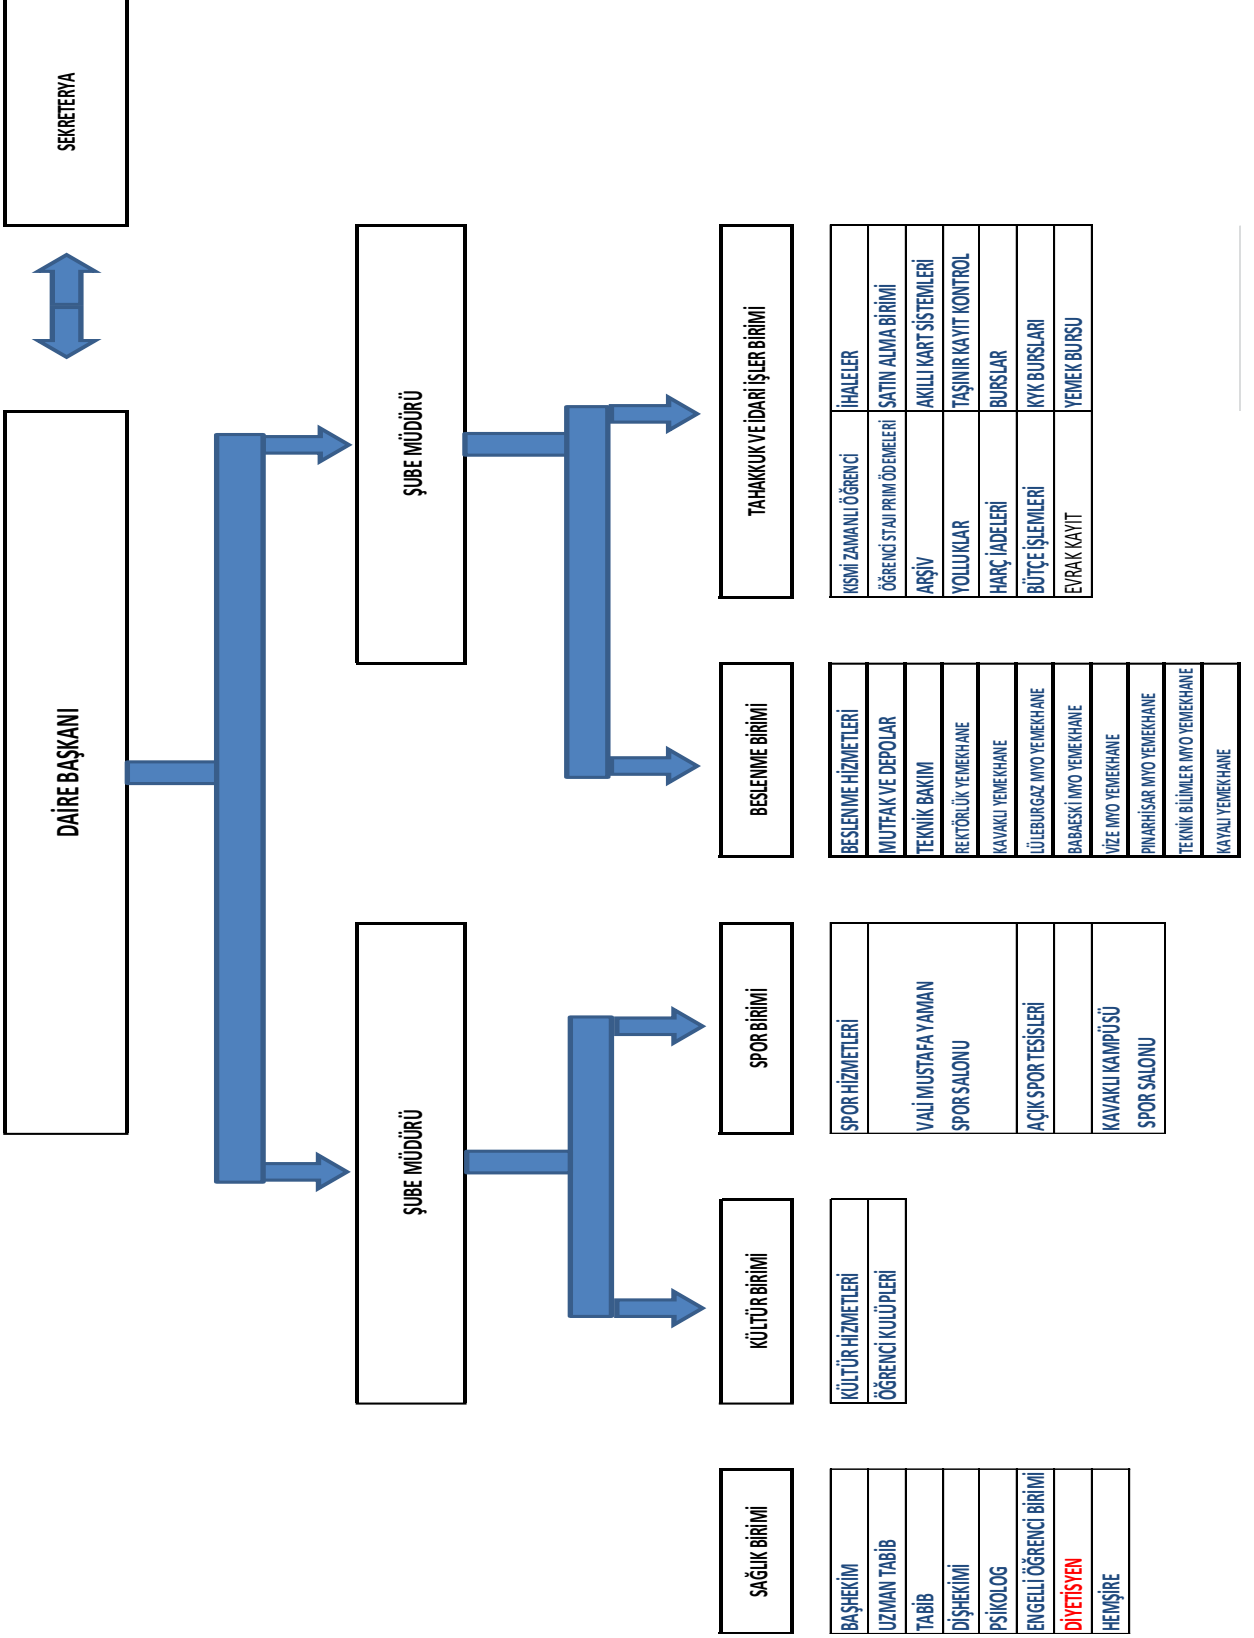 DAİRE BAŞKANI
SEKRETERYA
ŞUBE MÜDÜRÜ
ŞUBE MÜDÜRÜ
SAĞLIK BİRİMİ
KÜLTÜR BİRİMİ
SPOR BİRİMİ
BESLENME BİRİMİ
TAHAKKUK VE İDARİ İŞLER BİRİMİ
BAŞHEKİM
UZMAN TABİB
TABİB
DİŞHEKİMİ
PSİKOLOG
ENGELLİ ÖĞRENCİ BİRİMİ
DİYETİSYEN
HEMŞİRE
KÜLTÜR HİZMETLERİ
ÖĞRENCİ KULÜPLERİ
SPOR HİZMETLERİ
VALİ MUSTAFA YAMAN
SPOR SALONU
AÇIK SPOR TESİSLERİ
KAVAKLI KAMPÜSÜ
SPOR SALONU
BESLENME HİZMETLERİ
MUTFAK VE DEPOLAR
TEKNİK BAKIM
REKTÖRLÜK YEMEKHANE
KAVAKLI YEMEKHANE
LÜLEBURGAZ MYO YEMEKHANE
BABAESKİ MYO YEMEKHANE
VİZE MYO YEMEKHANE
PINARHİSAR MYO YEMEKHANE
TEKNİK BİLİMLER MYO YEMEKHANE
KAYALI YEMEKHANE
KISMİ ZAMANLI ÖĞRENCİ
İHALELER
ÖĞRENCİ STAJI PRİM ÖDEMELERİ
SATIN ALMA BİRİMİ
ARŞİV
AKILLI KART SİSTEMLERİ
YOLLUKLAR
TAŞINIR KAYIT KONTROL
HARÇ İADELERİ
BURSLAR
BÜTÇE İŞLEMLERİ
KYK BURSLARI
EVRAK KAYIT
YEMEK BURSU